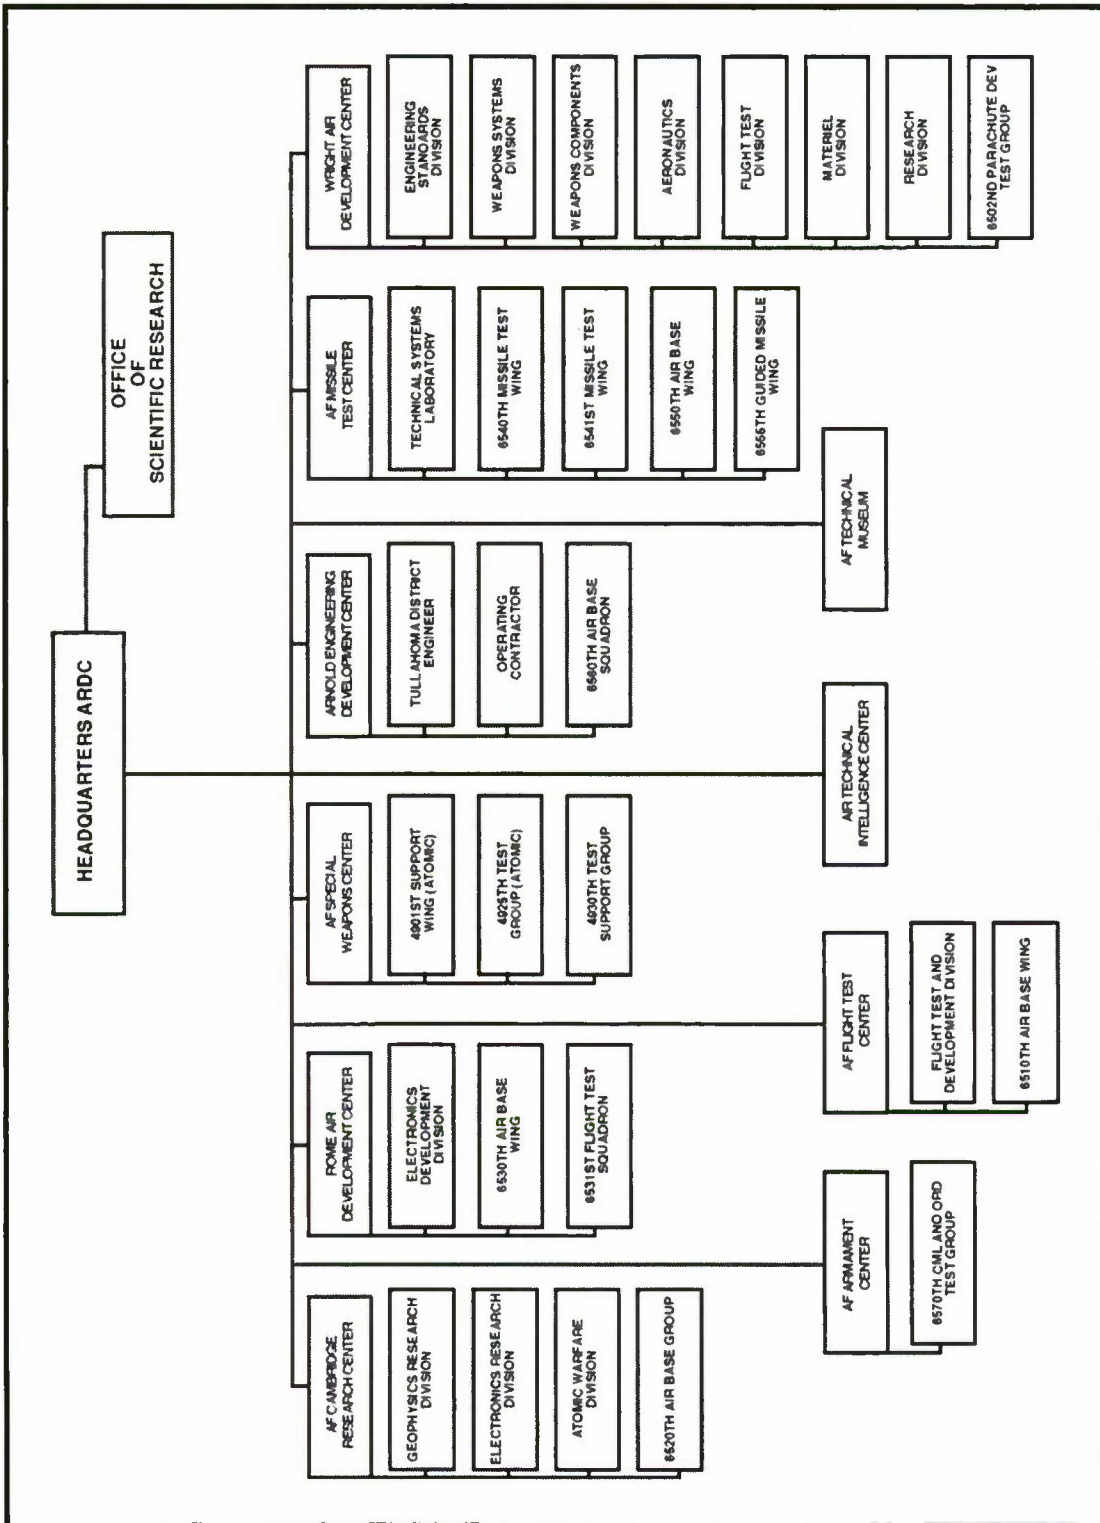 HEADQUARTERS ARDC
OFFICE
OF
SCIENTIFIC RESEARCH
AF CAMBRIDGE
RESEARCH CENTER
GEOPHYSICS RESEARCH
DIVISION
ELECTRONICS RESEARCH
DIVISION
ATOMIC WARFARE
DIVISION
6520TH AIR BASE GROUP
ROME AIR
DEVELOPMENT CENTER
ELECTRONICS
DEVELOPMENT
DIVISION
6530TH AIR BASE
WING
6531ST FLIGHT TEST
SQUADRON
AF SPECIAL
WEAPONS CENTER
4901ST SUPPORT
WING (ATOMIC)
4925TH TEST
GROUP (ATOMIC)
4930TH TEST
SUPPORT GROUP
ARNOLD ENGINEERING
DEVELOPMENT CENTER
TULLAHOMA DISTRICT
ENGINEER
OPERATING
CONTRACTOR
6560TH AIR BASE
SQUADRON
AF MISSILE
TEST CENTER
TECHNICAL SYSTEMS
LABORATORY
6540TH MISSILE TEST
WING
6541ST MISSILE TEST
WING
6550TH AIR BASE
WING
6555TH GUIDED MISSILE
WING
WRIGHT AIR
DEVELOPMENT CENTER
ENGINEERING
STANDARDS
DIVISION
WEAPONS SYSTEMS
DIVISION
WEAPONS COMPONENTS
DIVISION
AERONAUTICS
DIVISION
FLIGHT TEST
DIVISION
MATERIEL
DIVISION
RESEARCH
DIVISION
6502ND PARACHUTE DEV
TEST GROUP
AF ARMAMENT
CENTER
6570TH CML AND ORD
TEST GROUP
AF FLIGHT TEST
CENTER
FLIGHT TEST AND
DEVELOPMENT DIVISION
6510TH AIR BASE WING
AIR TECHNICAL
INTELLIGENCE CENTER
AF TECHNICAL
MUSEUM